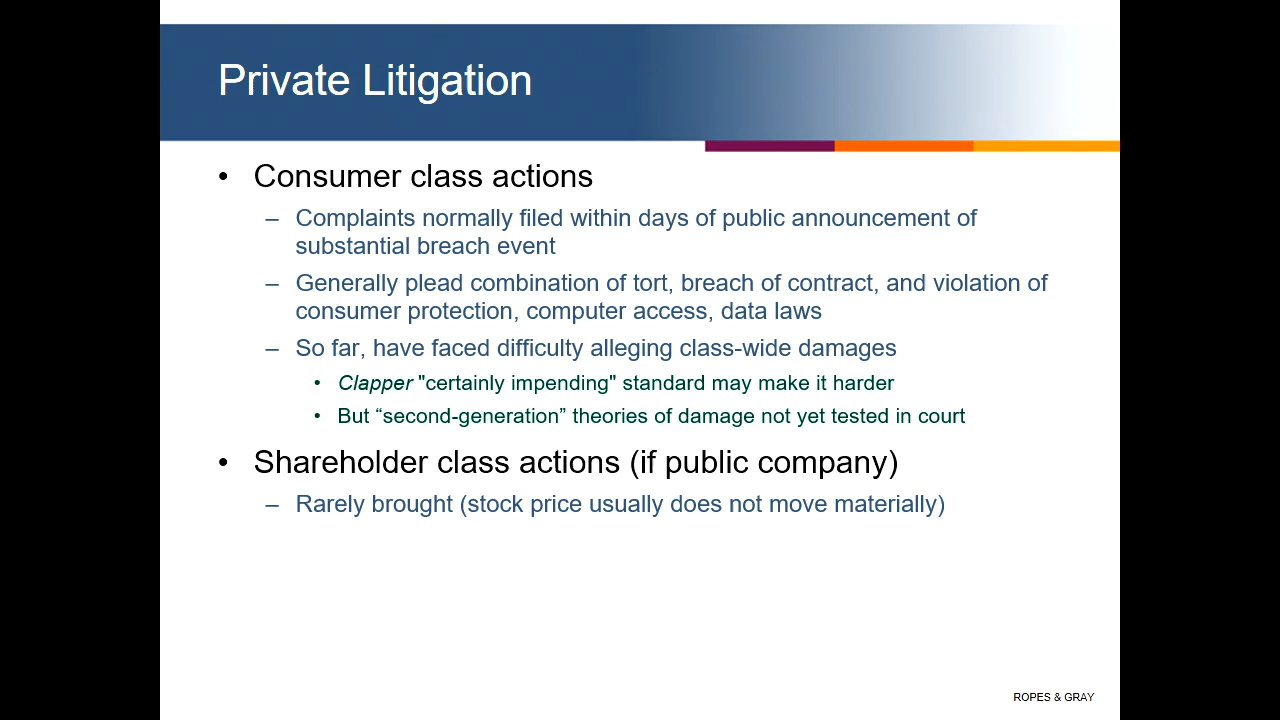 Private Litigation
• Consumer class actions
– Complaints normally filed within days of public announcement of
substantial breach event
– Generally plead combination of tort, breach of contract, and violation of
consumer protection, computer access, data laws
– So far, have faced difficulty alleging class-wide damages
• Clapper "certainly impending" standard may make it harder
• But “second-generation” theories of damage not yet tested in court
• Shareholder class actions (if public company)
– Rarely brought (stock price usually does not move materially)
ROPES & GRAY